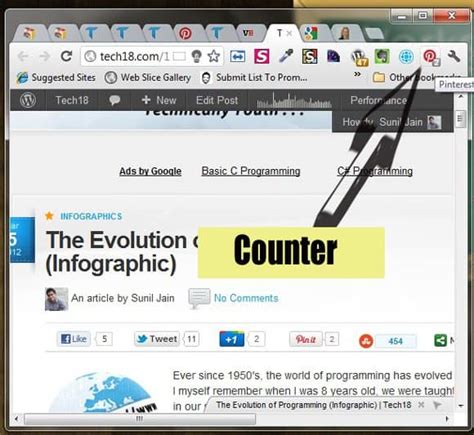 T
tech18.com/1
Suggested Sites Web Slice Gallery Submit List To Prom... Other bookmarks
Pinterest
Tech18 New Edit Post Performance
Howdy, Sunil Jain
Technically Youth...
Ads by Google Basic C Programming C# Programming
INFOGRAPHICS
5
2012
The Evolution o
Counter
(Infographic)
An article by Sunil Jain No Comments
Like 5 Tweet 11 +1 2 Pin it 2 454 N
Ever since 1950's, the world of programming has evolved
I myself remember when I was 8 years old, we were taught
in our
The Evolution of Programming (Infographic) | Tech18